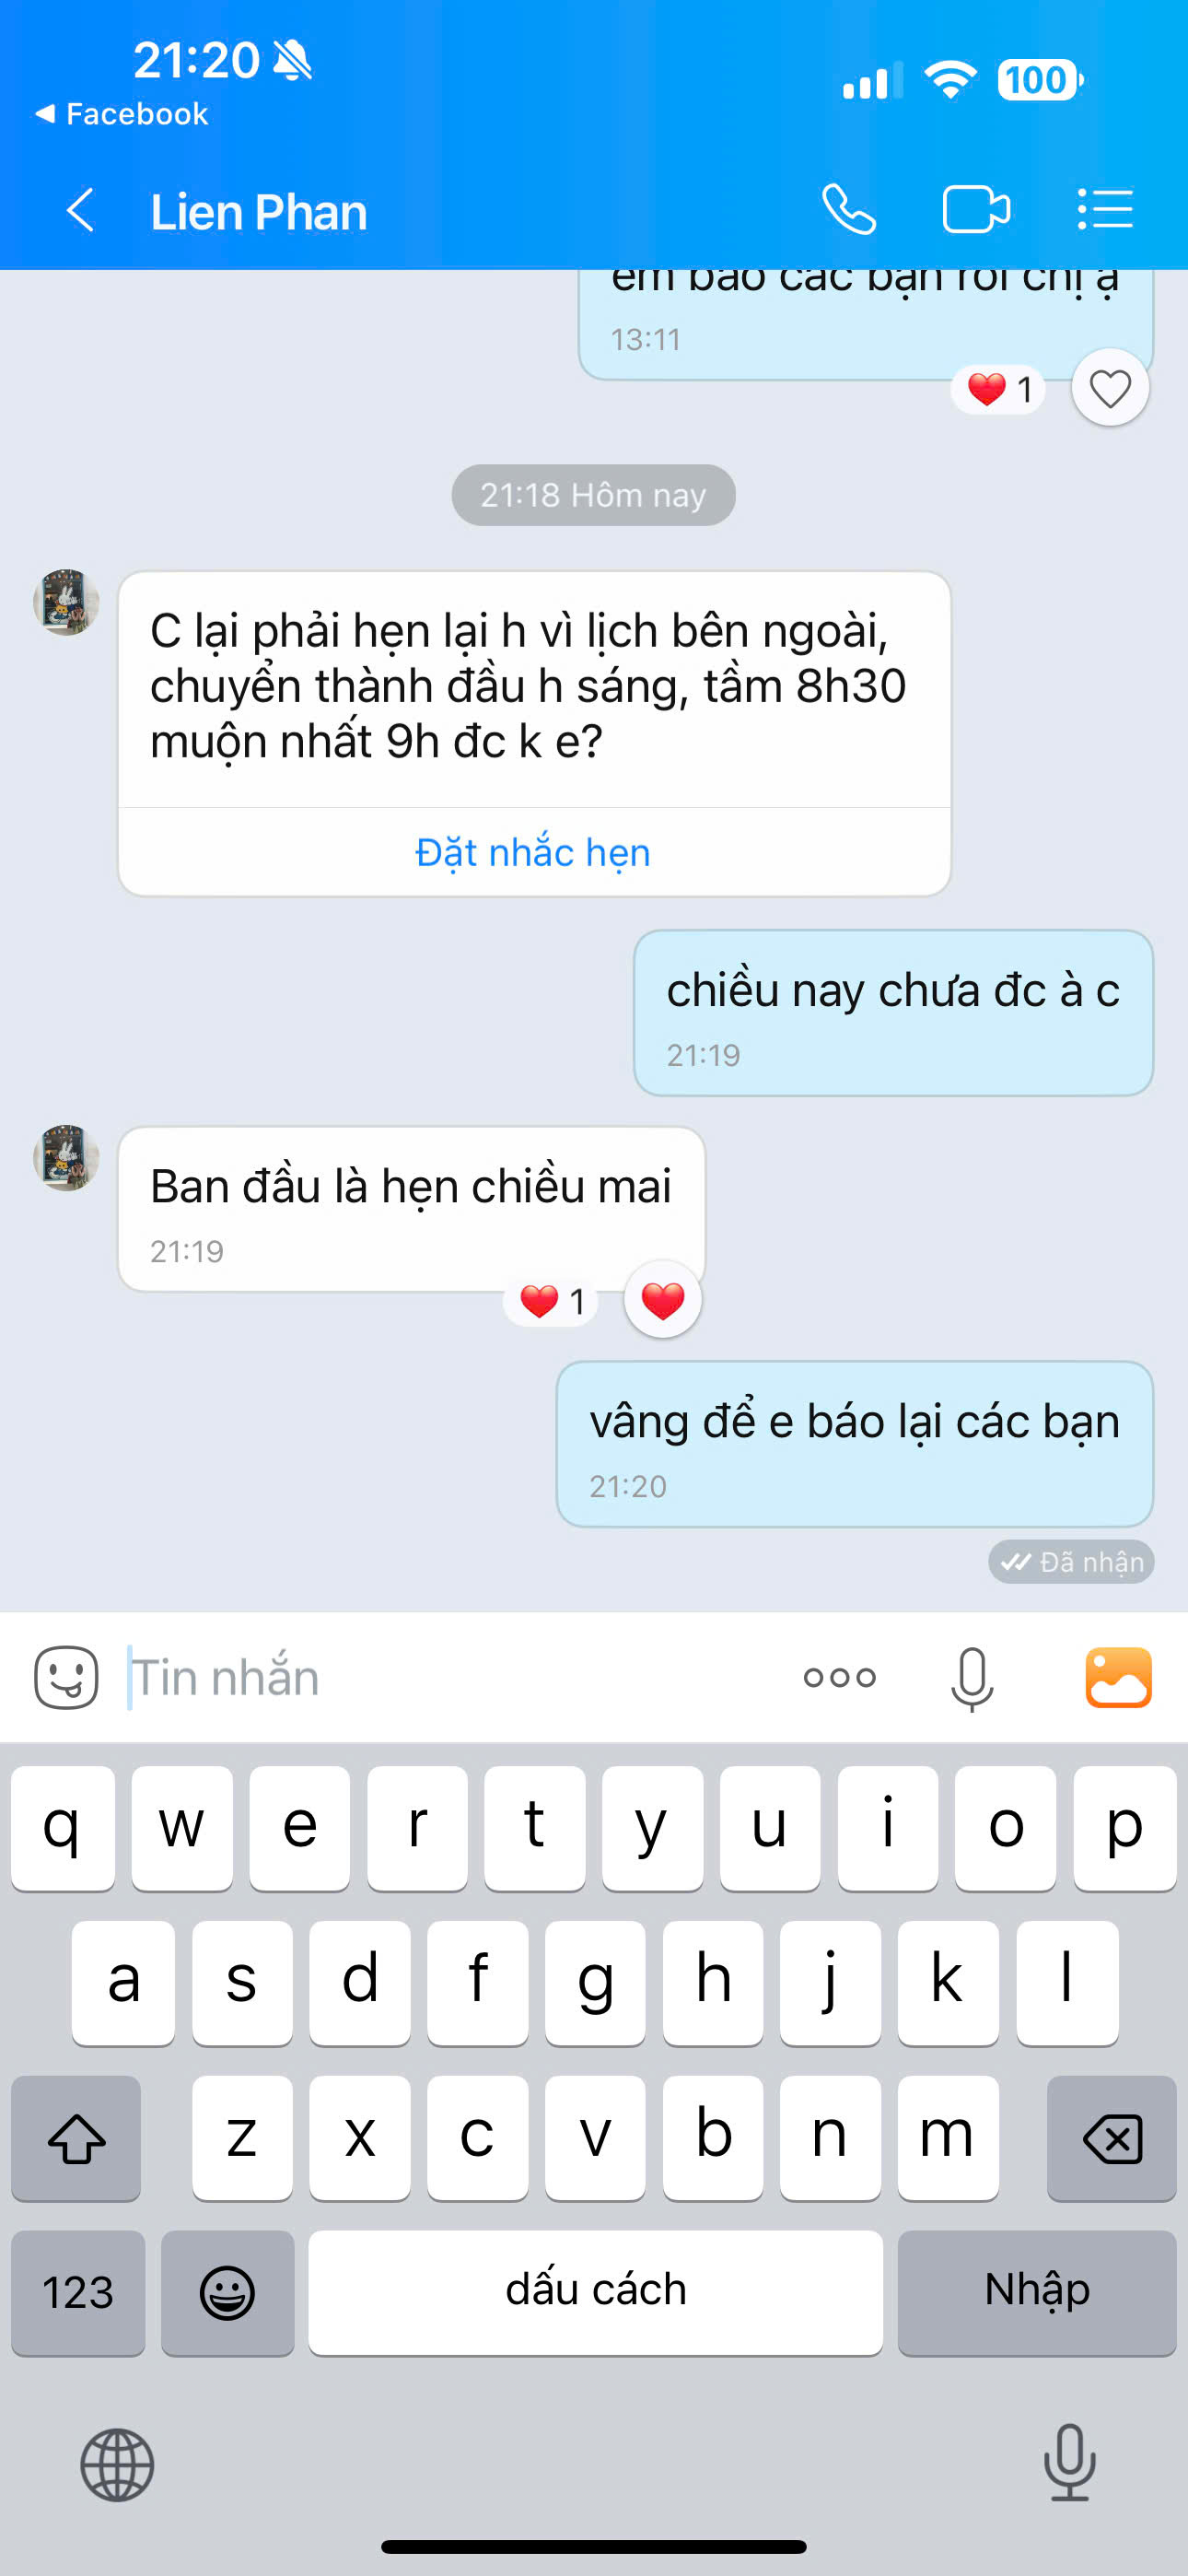 21:20
100
Facebook
Lien Phan
em báo các bạn rồi chị ạ
13:11
1
21:18 Hôm nay
C lại phải hẹn lại h vì lịch bên ngoài,
chuyển thành đầu h sáng, tầm 8h30
muộn nhất 9h đc k e?
Đặt nhắc hẹn
chiều nay chưa đc à c
21:19
Ban đầu là hẹn chiều mai
21:19
1
vâng để e báo lại các bạn
21:20
Đã nhận
Tin nhắn
q w e r t y u i o p
a s d f g h j k l
z x c v b n m
123 dấu cách Nhập